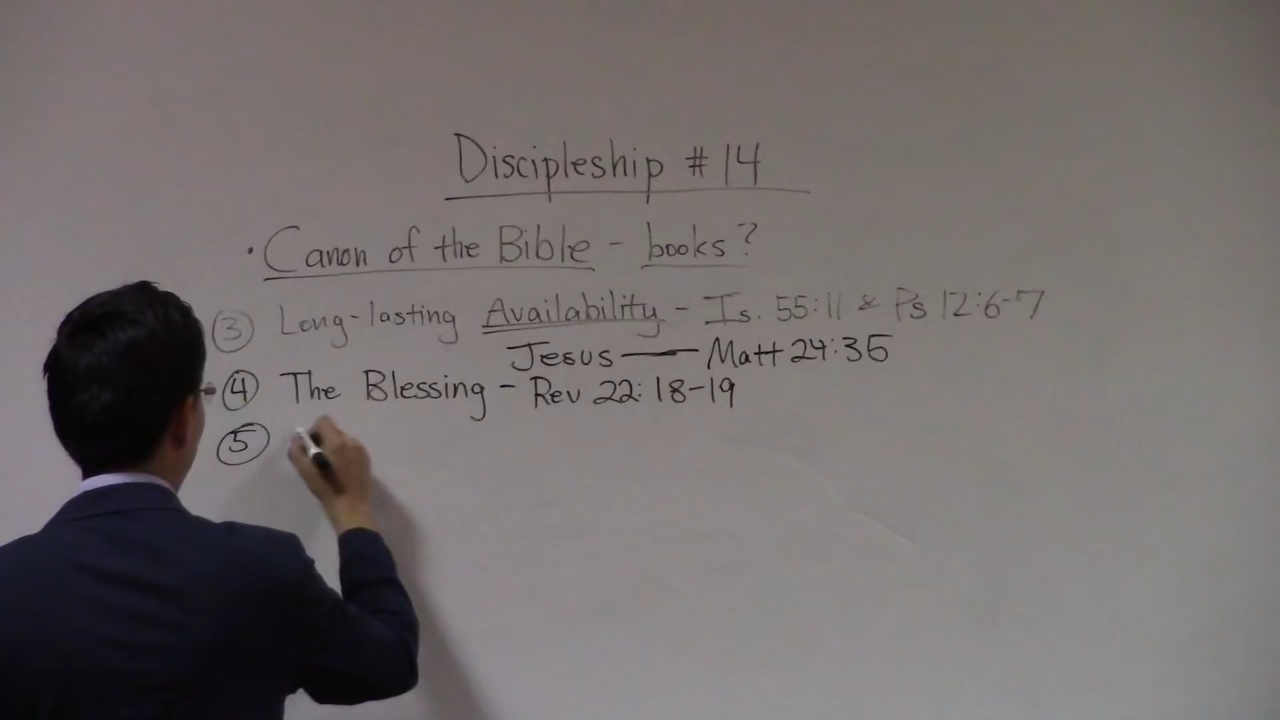 Discipleship #14
· Canon of the Bible - books?
③ Long-lasting Availability - Is. 55:11 & Ps 12:6-7
Jesus — Matt 24:35
④ The Blessing - Rev 22:18-19
⑤